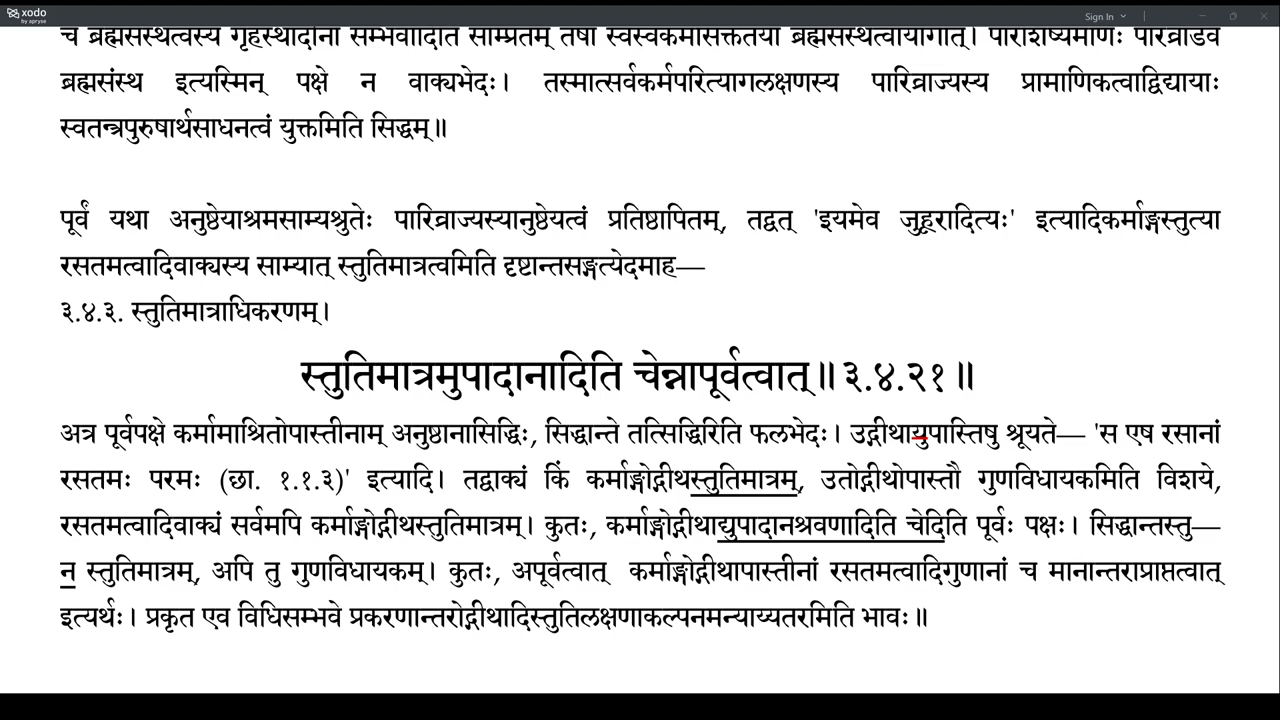 xodo
by apryse
Sign In
च ब्रह्मसंस्थत्वस्य गृहस्थादीनां सम्भवादिति साम्प्रतम् तेषां स्वस्वकर्मासक्ततया ब्रह्मसंस्थत्वायोगात्। पारिशेष्यमाणः परिव्राडेव
ब्रह्मसंस्थ इत्यस्मिन् पक्षे न वाक्यभेदः। तस्मात्सर्वकर्मपरित्यागलक्षणस्य पारिव्राज्यस्य प्रामाणिकत्वाद्विद्यायाः
स्वतन्त्रपुरुषार्थसाधनत्वं युक्तमिति सिद्धम्॥
पूर्वं यथा अनुष्ठेयाश्रमसाम्यश्रुतेः पारिव्राज्यस्यानुष्ठेयत्वं प्रतिष्ठापितम्, तद्वत् 'इयमेव जुहूरादित्यः' इत्यादिकर्माङ्गस्तुत्या
रसतमत्वादिवाक्यस्य साम्यात् स्तुतिमात्रत्वमिति दृष्टान्तसङ्गत्येदमाह—
३.४.३. स्तुतिमात्राधिकरणम्।
स्तुतिमात्रमुपादानादिति चेन्नापूर्वत्वात्॥३.४.२१॥
अत्र पूर्वपक्षे कर्मामाश्रितोपास्तीनाम् अनुष्ठानासिद्धिः, सिद्धान्ते तत्सिद्धिरिति फलभेदः। उद्गीथायुपास्तिषु श्रूयते— 'स एष रसानां
रसतमः परमः (छा. १.१.३)' इत्यादि। तद्वाक्यं किं कर्माङ्गोद्गीथस्तुतिमात्रम्, उतोद्गीथोपास्तौ गुणविधायकमिति विशये,
रसतमत्वादिवाक्यं सर्वमपि कर्माङ्गोद्गीथस्तुतिमात्रम्। कुतः, कर्माङ्गोद्गीथाद्युपादानश्रवणादिति चेदिति पूर्वः पक्षः। सिद्धान्तस्तु—
न स्तुतिमात्रम्, अपि तु गुणविधायकम्। कुतः, अपूर्वत्वात् कर्माङ्गोद्गीथापास्तीनां रसतमत्वादिगुणानां च मानान्तराप्राप्तत्वात्
इत्यर्थः। प्रकृत एव विधिसम्भवे प्रकरणान्तरोद्गीथादिस्तुतिलक्षणाकल्पनमन्याय्यतरमिति भावः॥